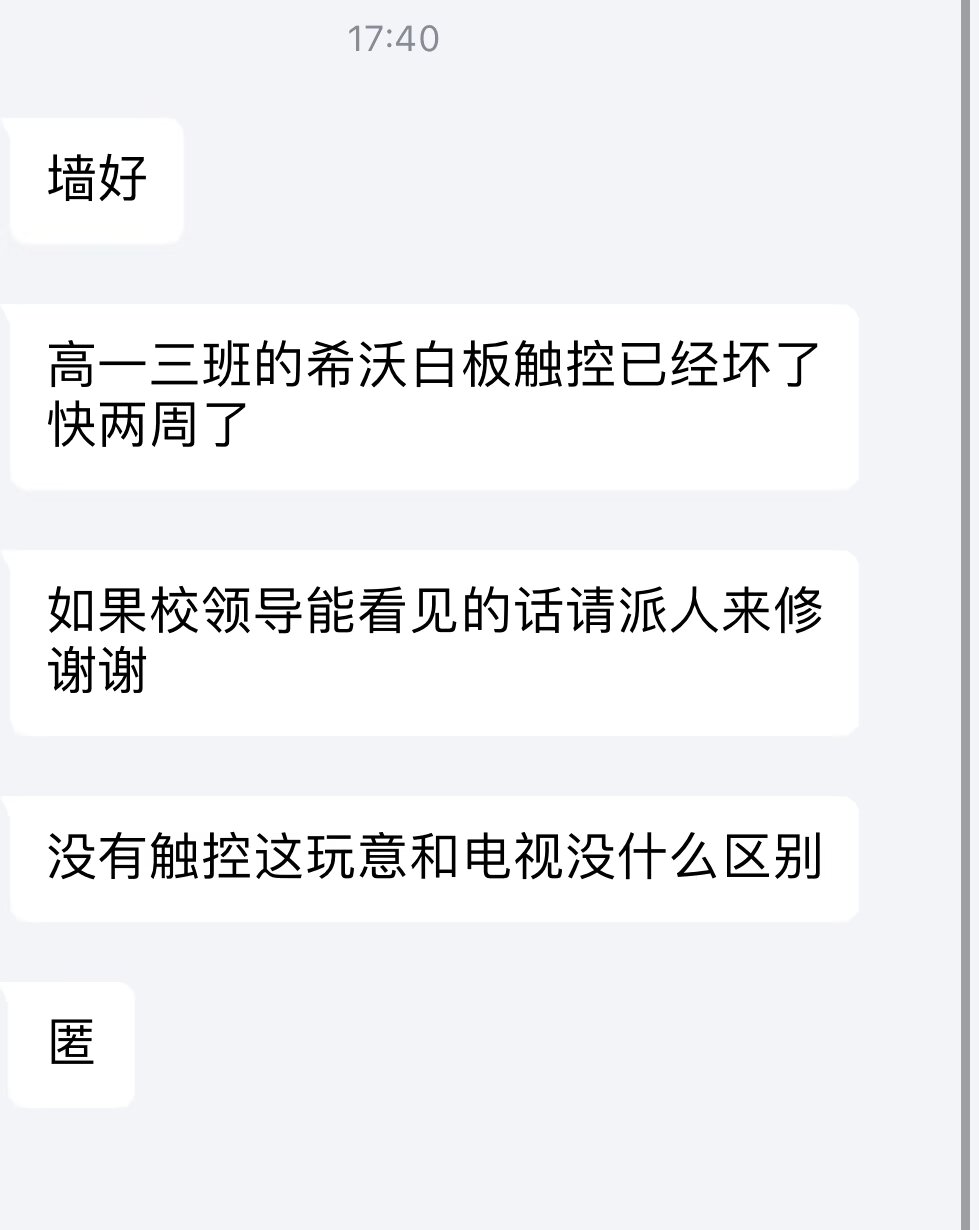 17:40
墙好
高一三班的希沃白板触控已经坏了
快两周了
如果校领导能看见的话请派人来修
谢谢
没有触控这玩意和电视没什么区别
匿